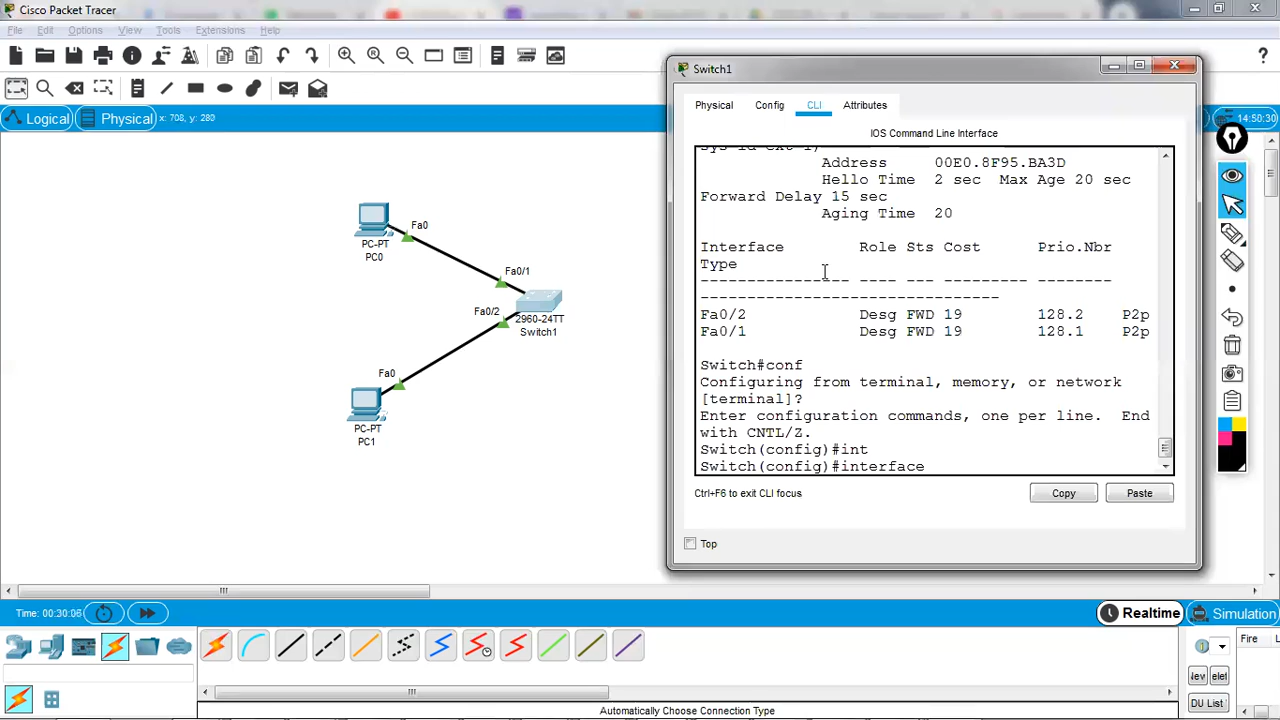 Cisco Packet Tracer
File Edit Options View Tools Extensions Help
Logical
Physical
x: 708, y: 280
14:50:30
Switch1
Physical
Config
CLI
Attributes
IOS Command Line Interface
sys-id-ext 1)
Address 00E0.8F95.BA3D
Hello Time 2 sec Max Age 20 sec
Forward Delay 15 sec
Aging Time 20
Interface Role Sts Cost Prio.Nbr
Type
---------------- ---- --- --------- --------
--------------------------------
Fa0/2 Desg FWD 19 128.2 P2p
Fa0/1 Desg FWD 19 128.1 P2p
Switch#conf
Configuring from terminal, memory, or network
[terminal]?
Enter configuration commands, one per line. End
with CNTL/Z.
Switch(config)#int
Switch(config)#interface
Ctrl+F6 to exit CLI focus
Copy
Paste
Top
Fa0
PC-PT
PC0
Fa0/1
Fa0/2
2960-24TT
Switch1
Fa0
PC-PT
PC1
Time: 00:30:06
Realtime
Simulation
Fire
DU List
Automatically Choose Connection Type